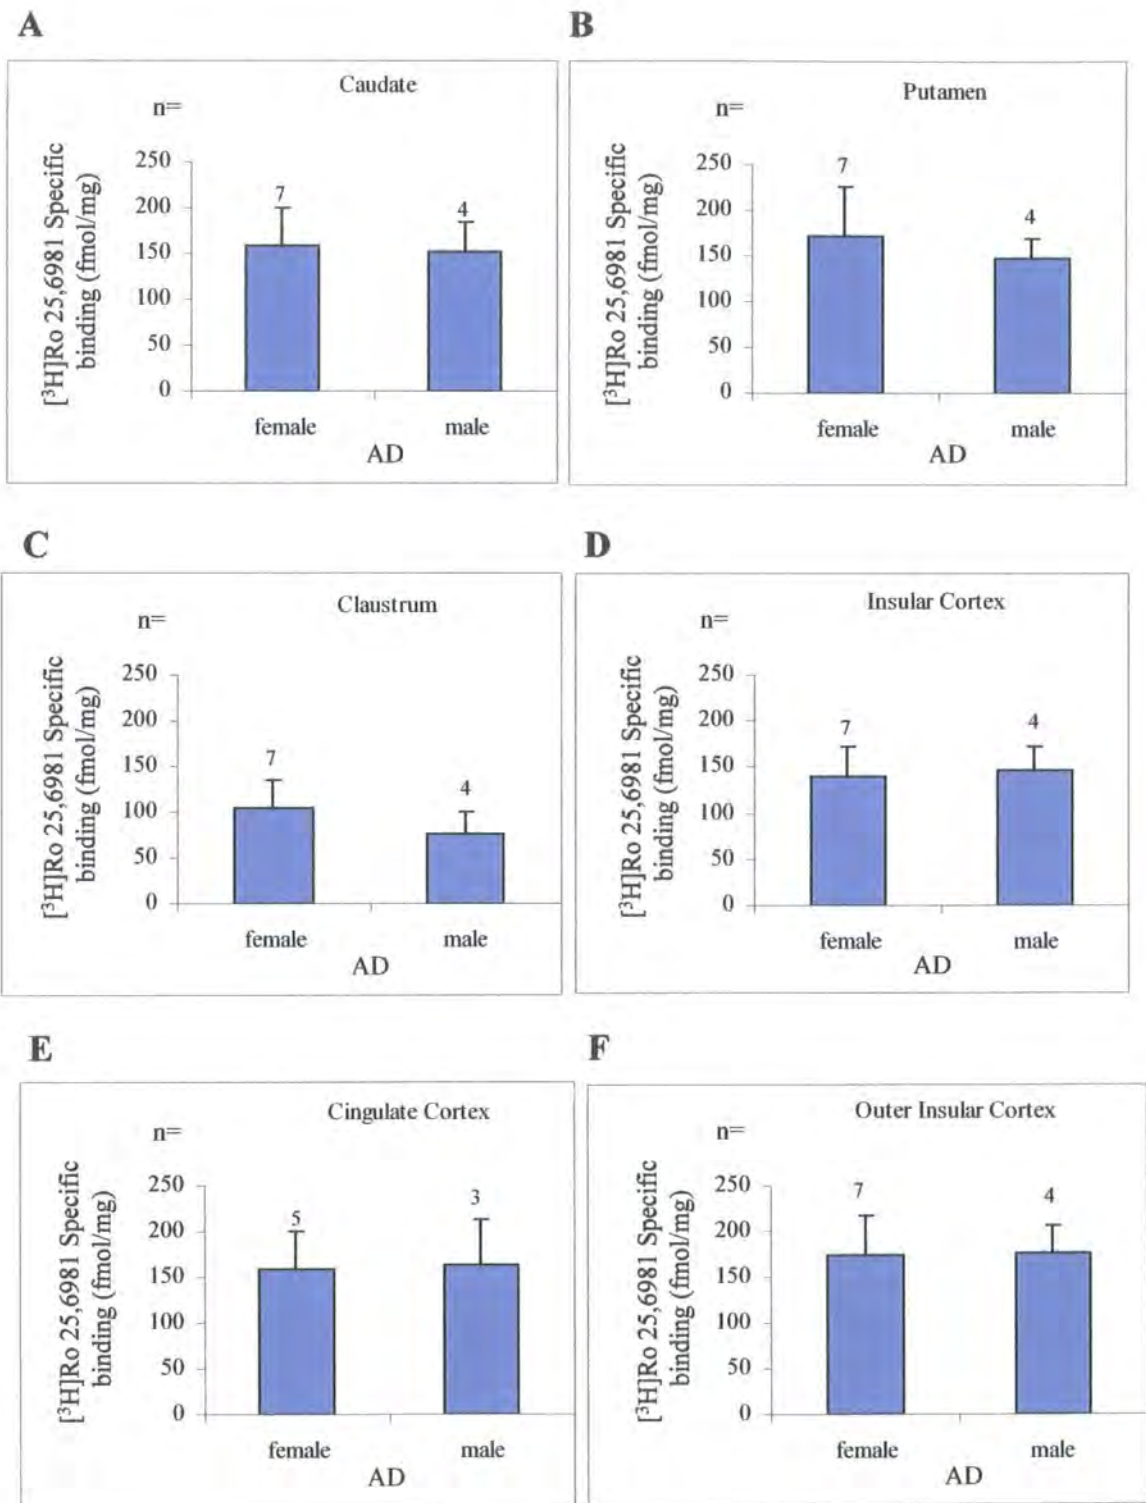 A
Caudate
n=
[³H]Ro 25,6981 Specific
binding (fmol/mg)
250
200
150
100
50
0
7
4
female
male
AD
B
Putamen
n=
[³H]Ro 25,6981 Specific
binding (fmol/mg)
250
200
150
100
50
0
7
4
female
male
AD
C
Claustrum
n=
[³H]Ro 25,6981 Specific
binding (fmol/mg)
250
200
150
100
50
0
7
4
female
male
AD
D
Insular Cortex
n=
[³H]Ro 25,6981 Specific
binding (fmol/mg)
250
200
150
100
50
0
7
4
female
male
AD
E
Cingulate Cortex
n=
[³H]Ro 25,6981 Specific
binding (fmol/mg)
250
200
150
100
50
0
5
3
female
male
AD
F
Outer Insular Cortex
n=
[³H]Ro 25,6981 Specific
binding (fmol/mg)
250
200
150
100
50
0
7
4
female
male
AD